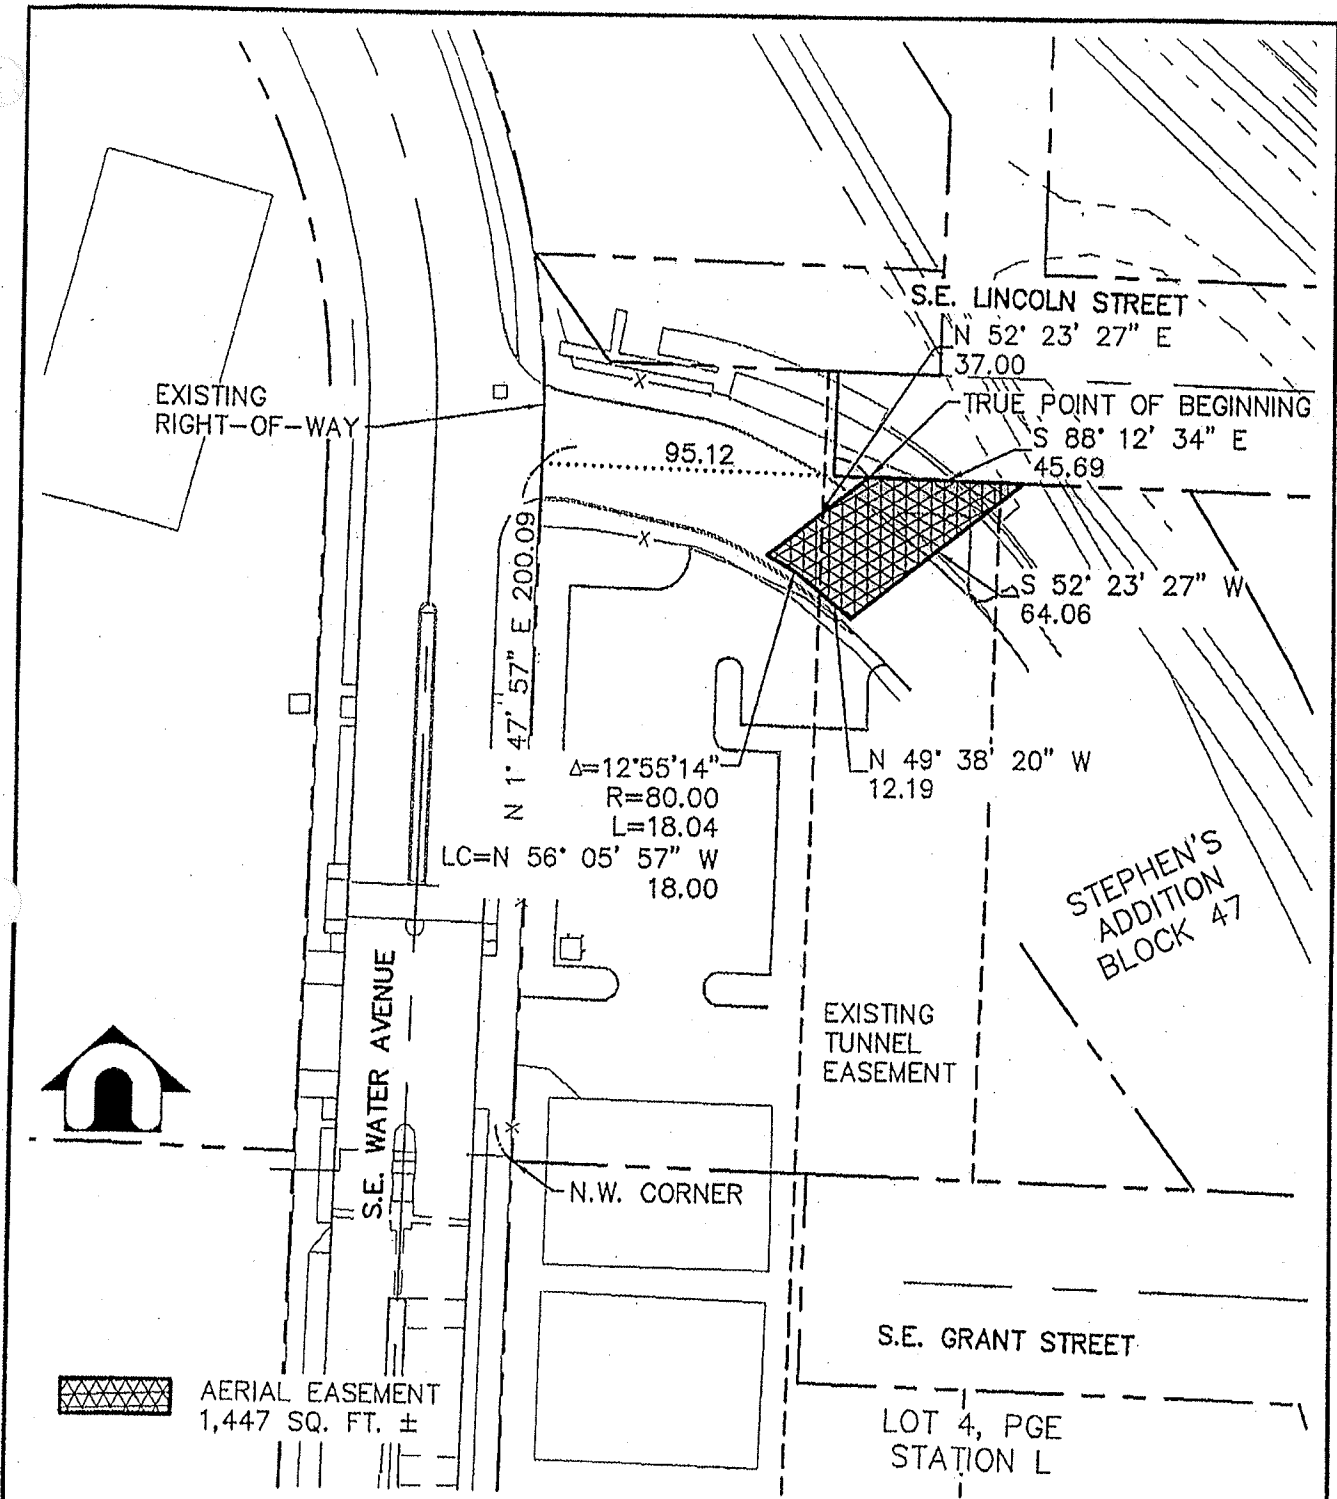 S.E. LINCOLN STREET
N 52° 23' 27" E
37.00
EXISTING
RIGHT-OF-WAY
TRUE POINT OF BEGINNING
S 88° 12' 34" E
45.69
95.12
N 1° 47' 57" E 200.09
S 52° 23' 27" W
64.06
Δ=12°55'14"
R=80.00
L=18.04
LC=N 56° 05' 57" W
18.00
N 49° 38' 20" W
12.19
STEPHEN'S
ADDITION
BLOCK 47
S.E. WATER AVENUE
EXISTING
TUNNEL
EASEMENT
N.W. CORNER
S.E. GRANT STREET
AERIAL EASEMENT
1,447 SQ. FT. ±
LOT 4, PGE
STATION L